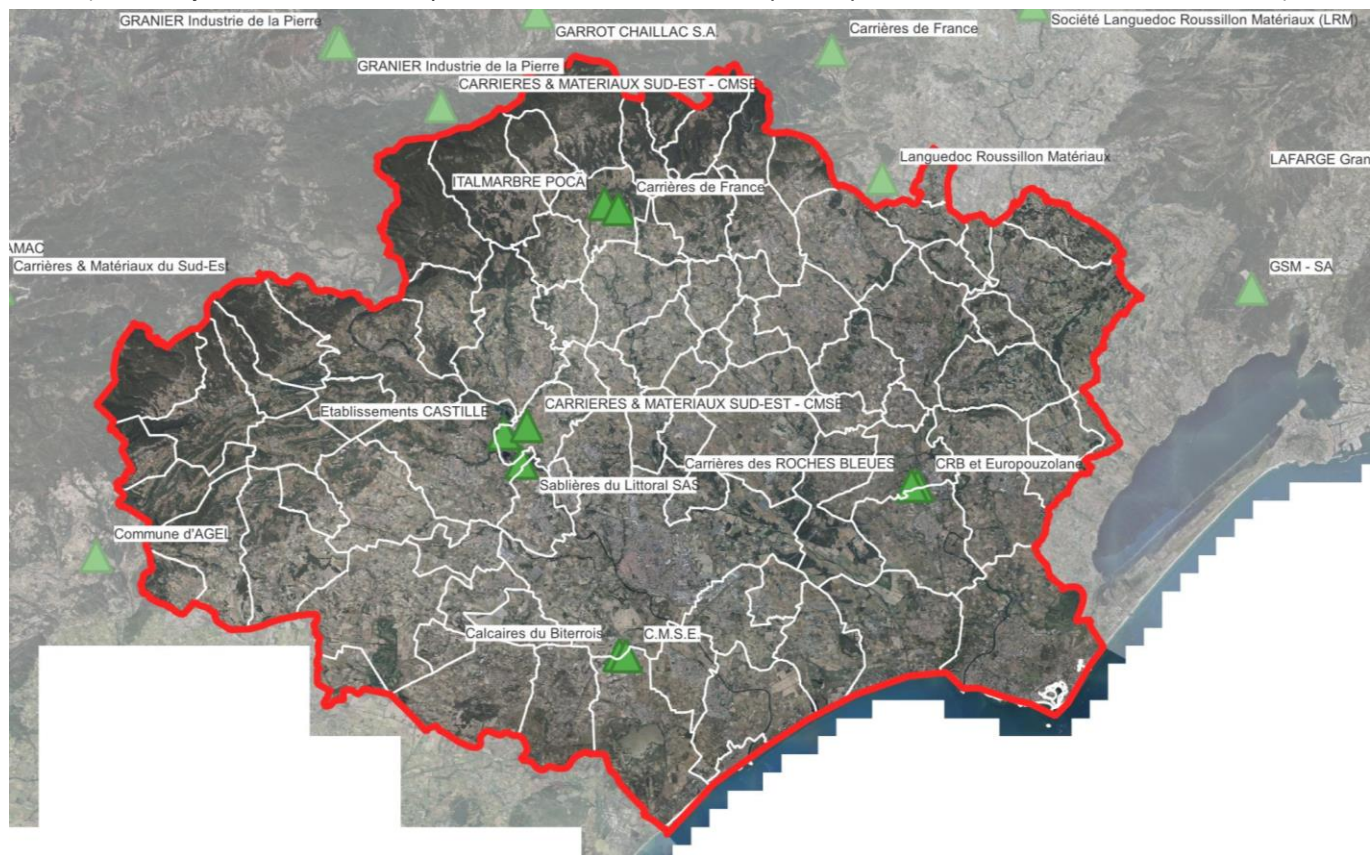 GRANIER Industrie de la Pierre
GARROT CHAILLAC S.A.
Carrières de France
Société Languedoc Roussillon Matériaux (LRM)
GRANIER Industrie de la Pierre
CARRIERES & MATERIAUX SUD-EST - CMSE
Languedoc Roussillon Matériaux
LAFARGE Gran
ITALMARBRE POCAI
Carrières de France
AMAC
Carrières & Matériaux du Sud-Est
GSM - SA
Etablissements CASTILLE
CARRIERES & MATERIAUX SUD-EST - CMSE
Carrières des ROCHES BLEUES
CRB et Europouzolane
Sablières du Littoral SAS
Commune d'AGEL
Calcaires du Biterrois
C.M.S.E.